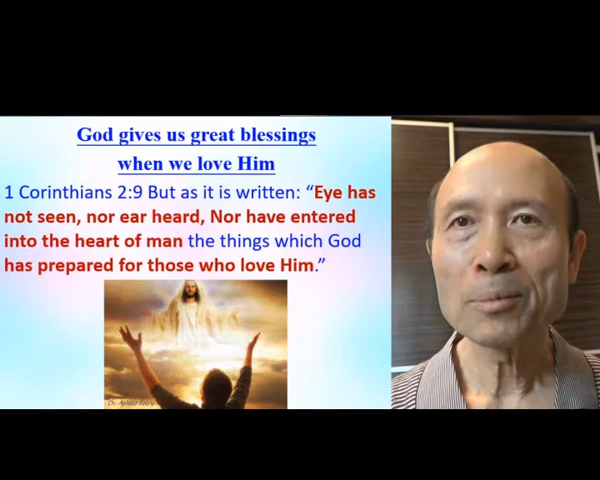 God gives us great blessings
when we love Him
1 Corinthians 2:9 But as it is written: “Eye has
not seen, nor ear heard, Nor have entered
into the heart of man the things which God
has prepared for those who love Him.”